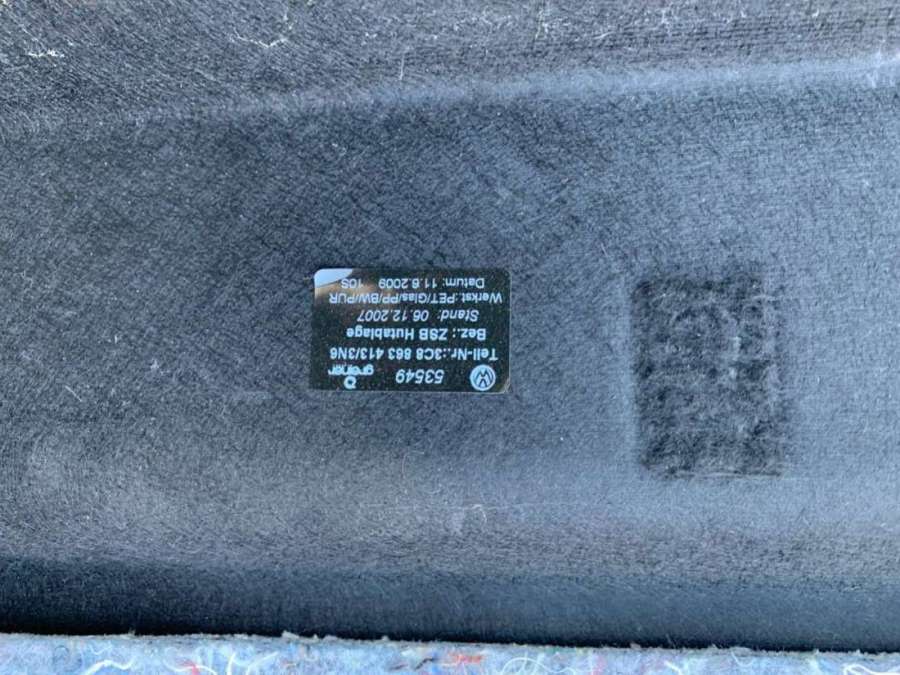 53549 greiner
Teil-Nr.:3C8 863 413/3N6
Bez.: ZSB Hutablage
Stand: 06.12.2007
Werkst.:PET/Glas/PP/BW/PUR
Datum: 11.6.2009 10S